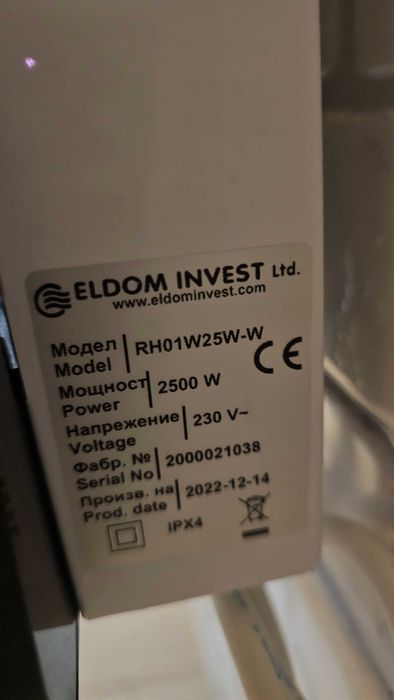 ELDOM INVEST Ltd.
www.eldominvest.com
Модел
Model
RH01W25W-W
CE
Мощност
Power
2500 W
Напрежение
Voltage
230 V~
Фабр. №
Serial No
2000021038
Произв. на
Prod. date
2022-12-14
IPX4